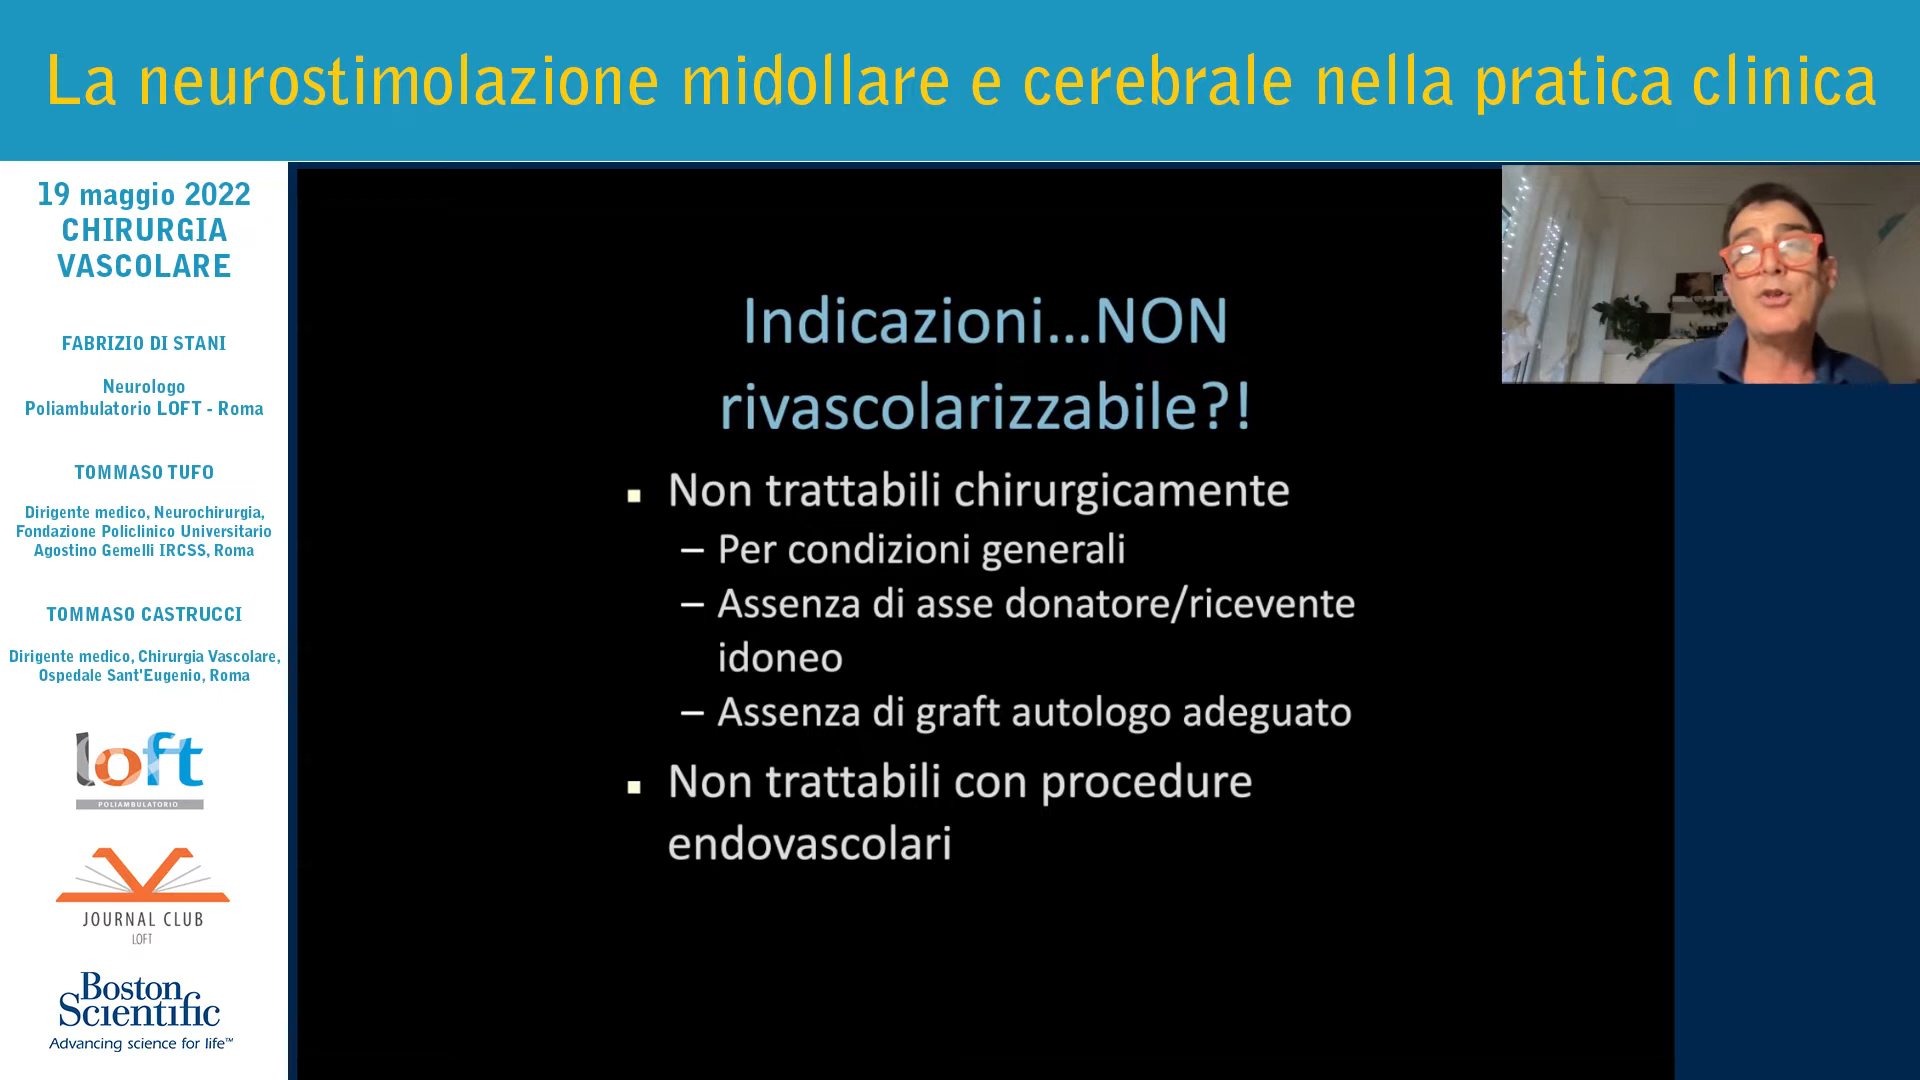 La neurostimolazione midollare e cerebrale nella pratica clinica
19 maggio 2022
CHIRURGIA
VASCOLARE
FABRIZIO DI STANI
Neurologo
Poliambulatorio LOFT - Roma
TOMMASO TUFO
Dirigente medico, Neurochirurgia,
Fondazione Policlinico Universitario
Agostino Gemelli IRCSS, Roma
TOMMASO CASTRUCCI
Dirigente medico, Chirurgia Vascolare,
Ospedale Sant'Eugenio, Roma
loft
POLIAMBULATORIO
JOURNAL CLUB
LOFT
Boston
Scientific
Advancing science for life™
Indicazioni...NON
rivascolarizzabile?!
▪ Non trattabili chirurgicamente
– Per condizioni generali
– Assenza di asse donatore/ricevente
idoneo
– Assenza di graft autologo adeguato
▪ Non trattabili con procedure
endovascolari